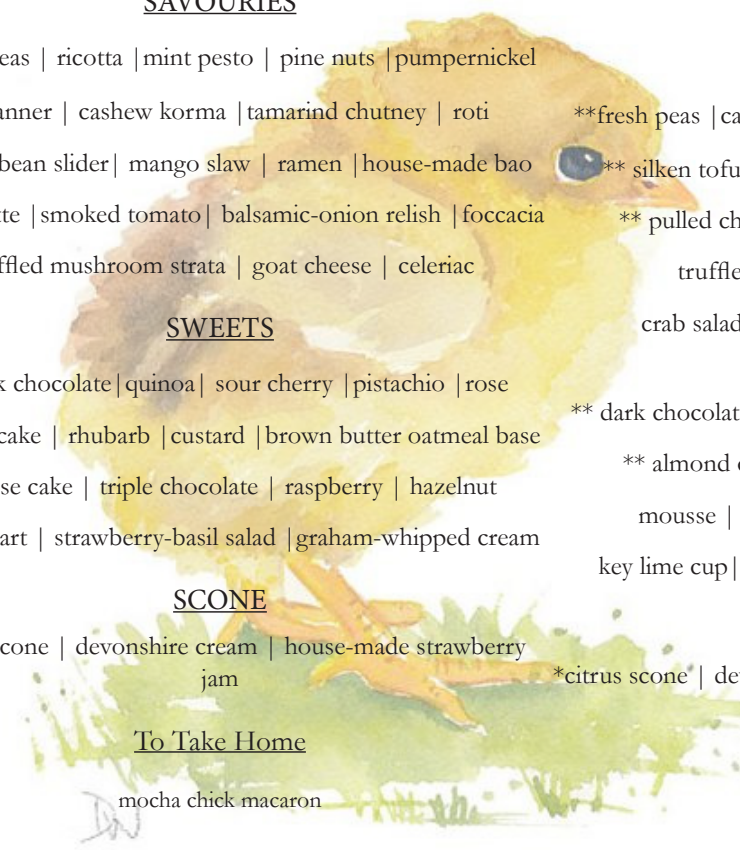 SAVOURIES
eas | ricotta |mint pesto | pine nuts |pumpernickel
anner | cashew korma |tamarind chutney | roti
bean slider| mango slaw | ramen |house-made bao
tte |smoked tomato| balsamic-onion relish |foccacia
ffled mushroom strata | goat cheese | celeriac
SWEETS
k chocolate|quinoa| sour cherry |pistachio |rose
cake | rhubarb |custard |brown butter oatmeal base
se cake | triple chocolate | raspberry | hazelnut
art | strawberry-basil salad |graham-whipped cream
SCONE
cone | devonshire cream | house-made strawberry
jam
To Take Home
mocha chick macaron
DW
**fresh peas |ca
** silken tofu
** pulled ch
truffle
crab salad
** dark chocolat
** almond
mousse |
key lime cup|
*citrus scone | de